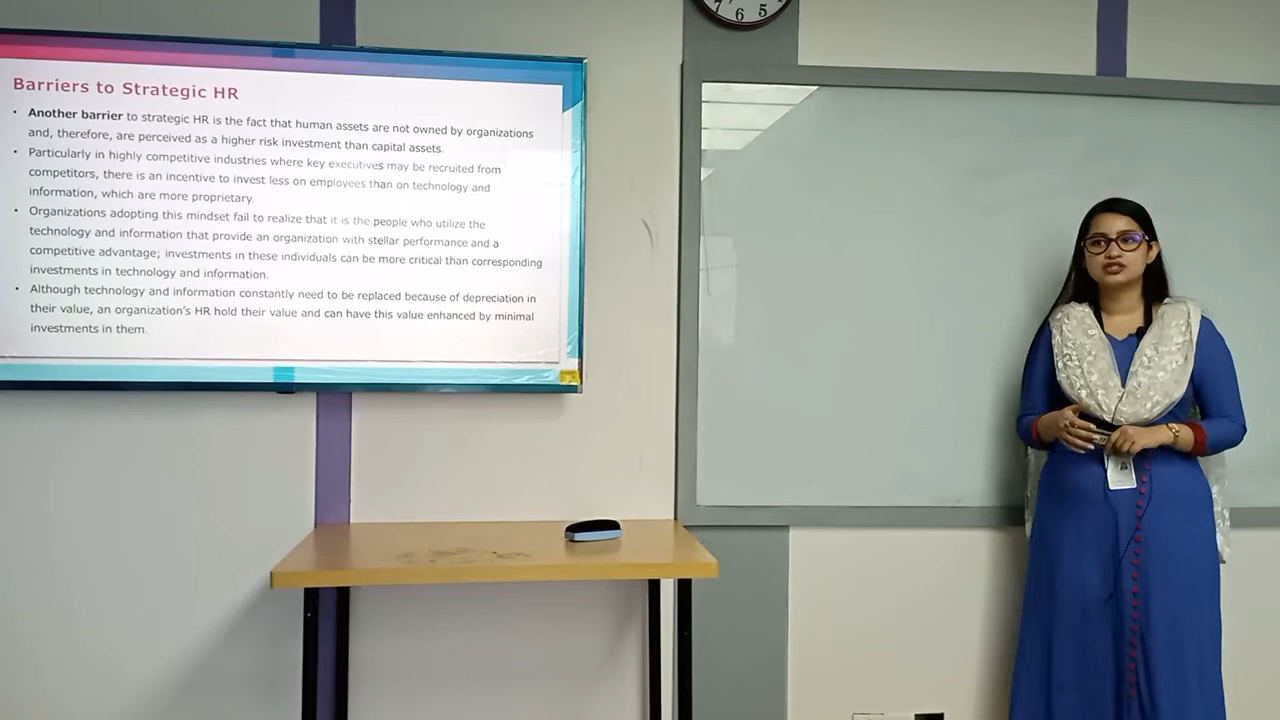 Barriers to Strategic HR
• Another barrier to strategic HR is the fact that human assets are not owned by organizations
and, therefore, are perceived as a higher risk investment than capital assets.
• Particularly in highly competitive industries where key executives may be recruited from
competitors, there is an incentive to invest less on employees than on technology and
information, which are more proprietary.
• Organizations adopting this mindset fail to realize that it is the people who utilize the
technology and information that provide an organization with stellar performance and a
competitive advantage; investments in these individuals can be more critical than corresponding
investments in technology and information.
• Although technology and information constantly need to be replaced because of depreciation in
their value, an organization's HR hold their value and can have this value enhanced by minimal
investments in them.
7 6 5